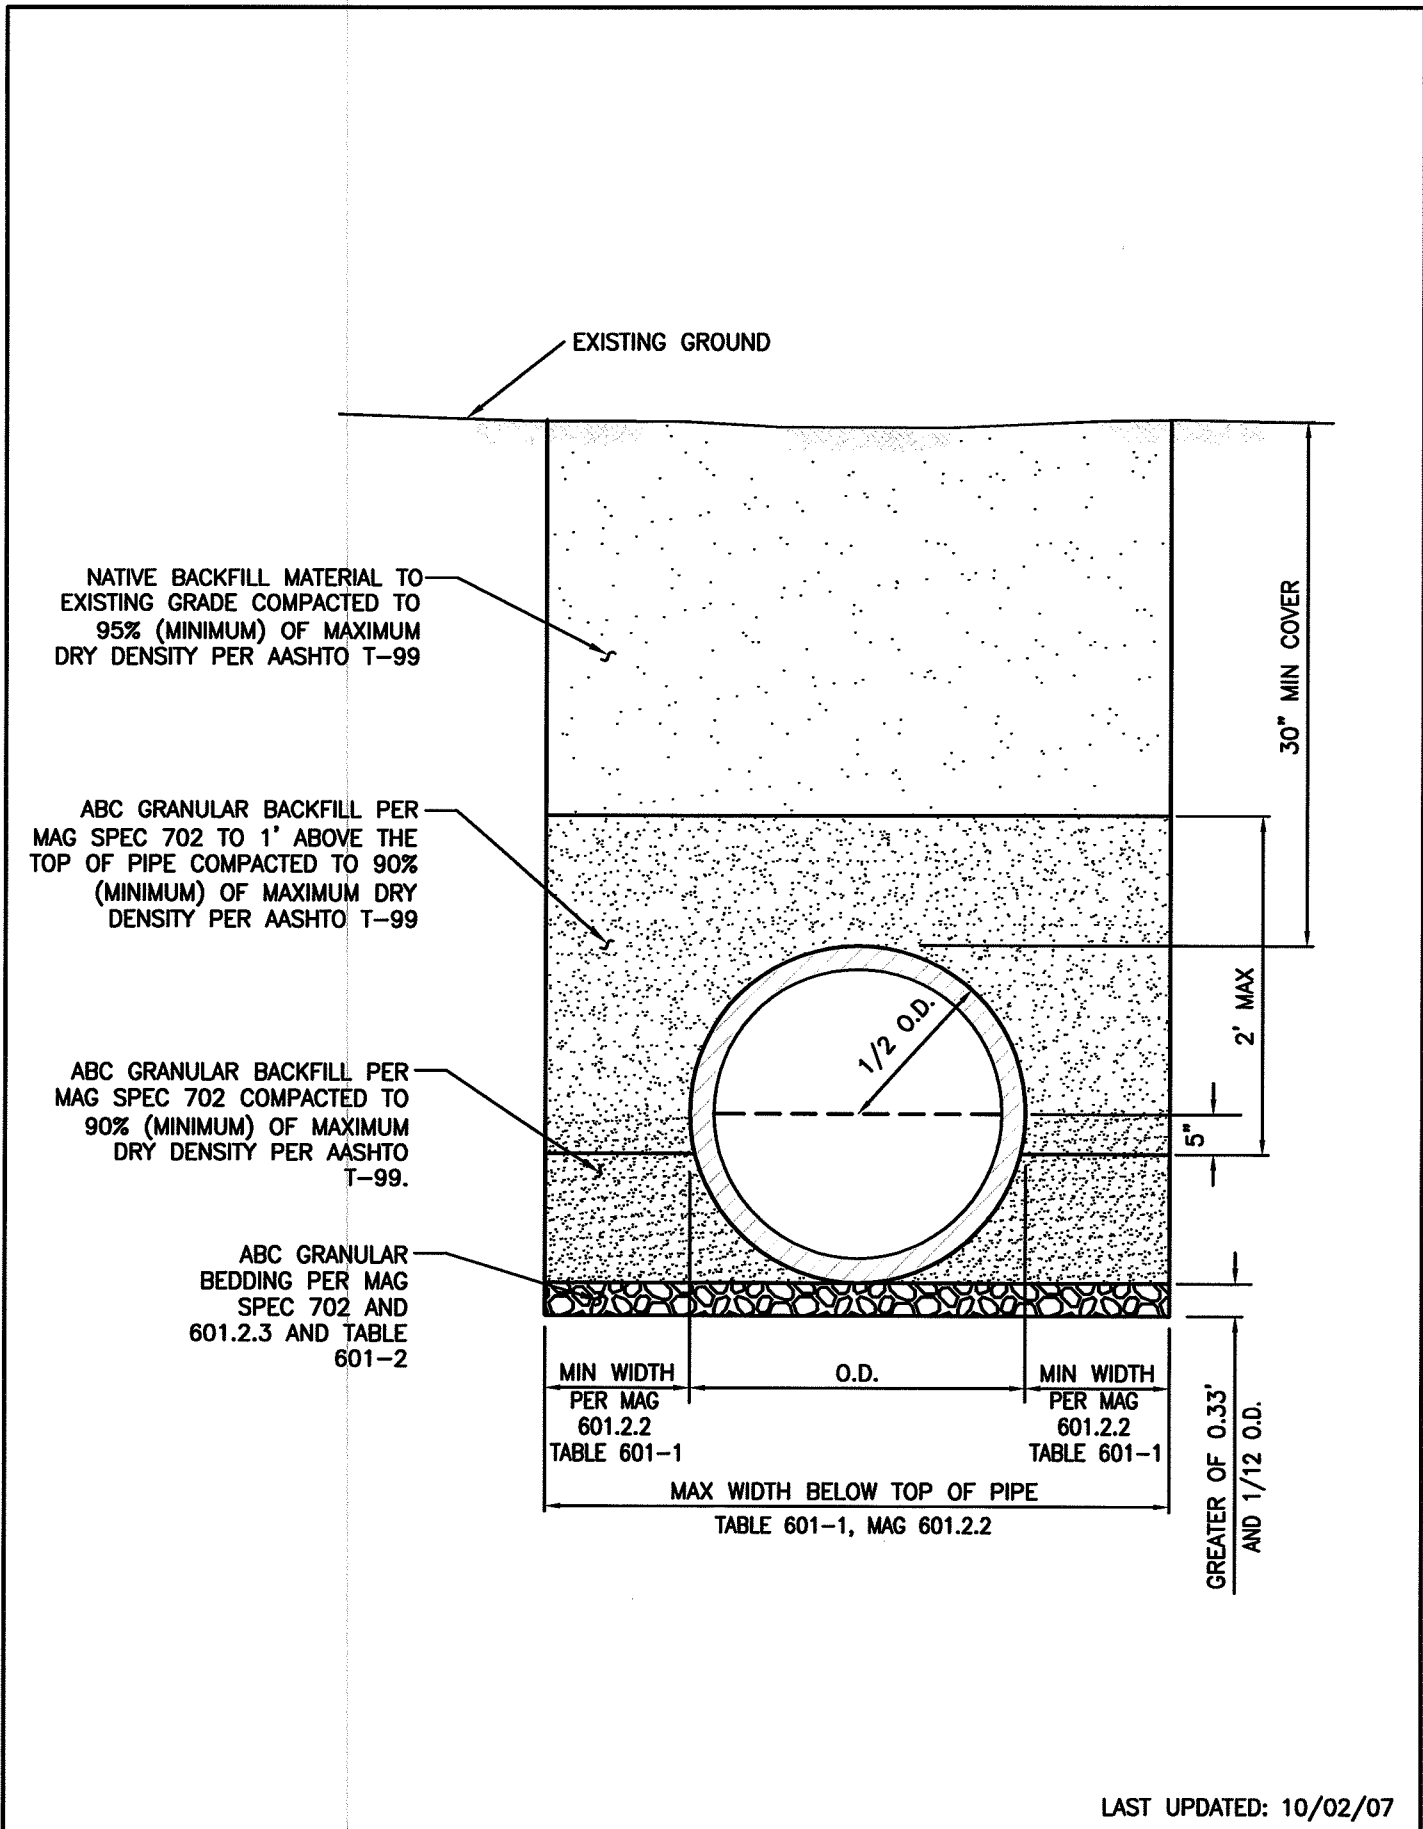 EXISTING GROUND
NATIVE BACKFILL MATERIAL TO
EXISTING GRADE COMPACTED TO
95% (MINIMUM) OF MAXIMUM
DRY DENSITY PER AASHTO T-99
30" MIN COVER
ABC GRANULAR BACKFILL PER
MAG SPEC 702 TO 1' ABOVE THE
TOP OF PIPE COMPACTED TO 90%
(MINIMUM) OF MAXIMUM DRY
DENSITY PER AASHTO T-99
2' MAX
1/2 O.D.
ABC GRANULAR BACKFILL PER
MAG SPEC 702 COMPACTED TO
90% (MINIMUM) OF MAXIMUM
DRY DENSITY PER AASHTO
T-99.
5"
ABC GRANULAR
BEDDING PER MAG
SPEC 702 AND
601.2.3 AND TABLE
601-2
MIN WIDTH
PER MAG
601.2.2
TABLE 601-1
O.D.
MIN WIDTH
PER MAG
601.2.2
TABLE 601-1
MAX WIDTH BELOW TOP OF PIPE
TABLE 601-1, MAG 601.2.2
GREATER OF 0.33'
AND 1/12 O.D.
LAST UPDATED: 10/02/07